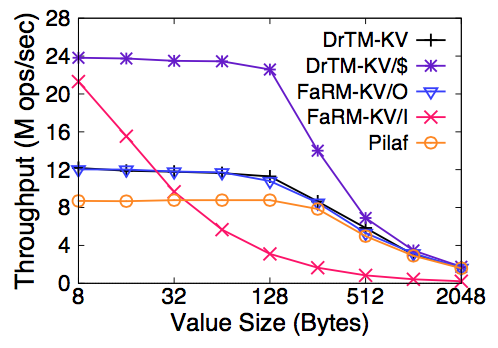 28
24
20
16
12
8
4
0
Throughput (M ops/sec)
DrTM-KV
DrTM-KV/$
FaRM-KV/O
FaRM-KV/I
Pilaf
8 32 128 512 2048
Value Size (Bytes)